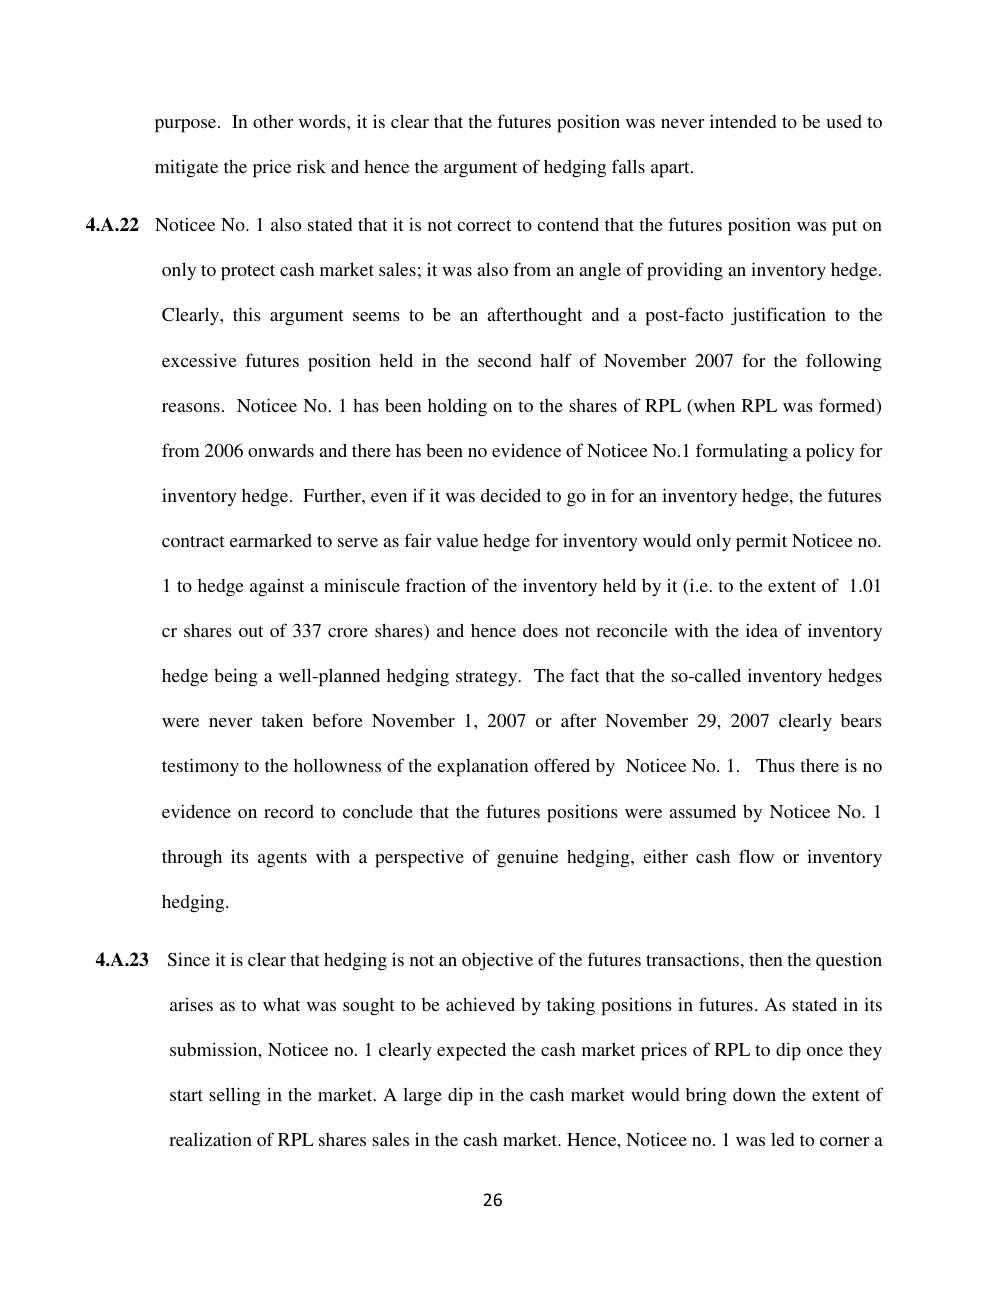 purpose.  In other words, it is clear that the futures position was never intended to be used to
mitigate the price risk and hence the argument of hedging falls apart.
4.A.22 Noticee No. 1 also stated that it is not correct to contend that the futures position was put on
only to protect cash market sales; it was also from an angle of providing an inventory hedge.
Clearly, this argument seems to be an afterthought and a post-facto justification to the
excessive futures position held in the second half of November 2007 for the following
reasons.  Noticee No. 1 has been holding on to the shares of RPL (when RPL was formed)
from 2006 onwards and there has been no evidence of Noticee No.1 formulating a policy for
inventory hedge.  Further, even if it was decided to go in for an inventory hedge, the futures
contract earmarked to serve as fair value hedge for inventory would only permit Noticee no.
1 to hedge against a miniscule fraction of the inventory held by it (i.e. to the extent of  1.01
cr shares out of 337 crore shares) and hence does not reconcile with the idea of inventory
hedge being a well-planned hedging strategy.  The fact that the so-called inventory hedges
were never taken before November 1, 2007 or after November 29, 2007 clearly bears
testimony to the hollowness of the explanation offered by  Noticee No. 1.   Thus there is no
evidence on record to conclude that the futures positions were assumed by Noticee No. 1
through its agents with a perspective of genuine hedging, either cash flow or inventory
hedging.
4.A.23 Since it is clear that hedging is not an objective of the futures transactions, then the question
arises as to what was sought to be achieved by taking positions in futures. As stated in its
submission, Noticee no. 1 clearly expected the cash market prices of RPL to dip once they
start selling in the market. A large dip in the cash market would bring down the extent of
realization of RPL shares sales in the cash market. Hence, Noticee no. 1 was led to corner a
26